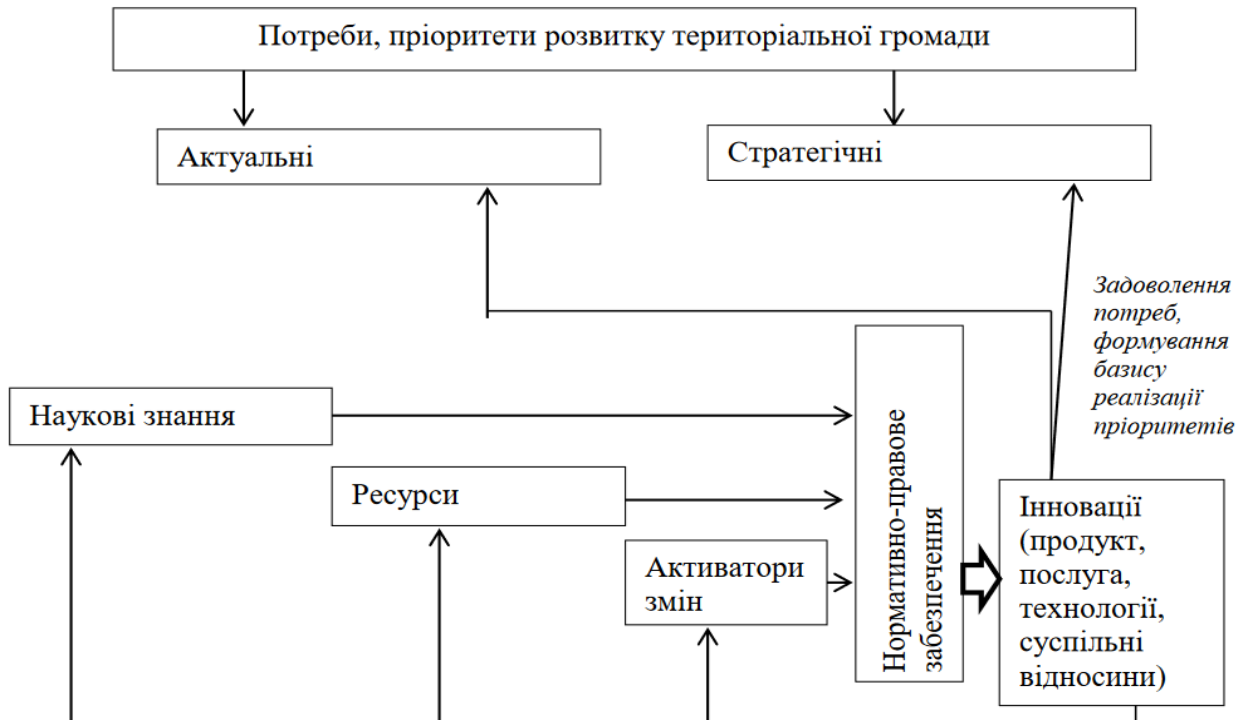 Потреби, пріоритети розвитку територіальної громади
Актуальні
Стратегічні
Задоволення
потреб,
формування
базису
реалізації
пріоритетів
Наукові знання
Ресурси
Активатори
змін
Нормативно-правове
забезпечення
Інновації
(продукт,
послуга,
технології,
суспільні
відносини)